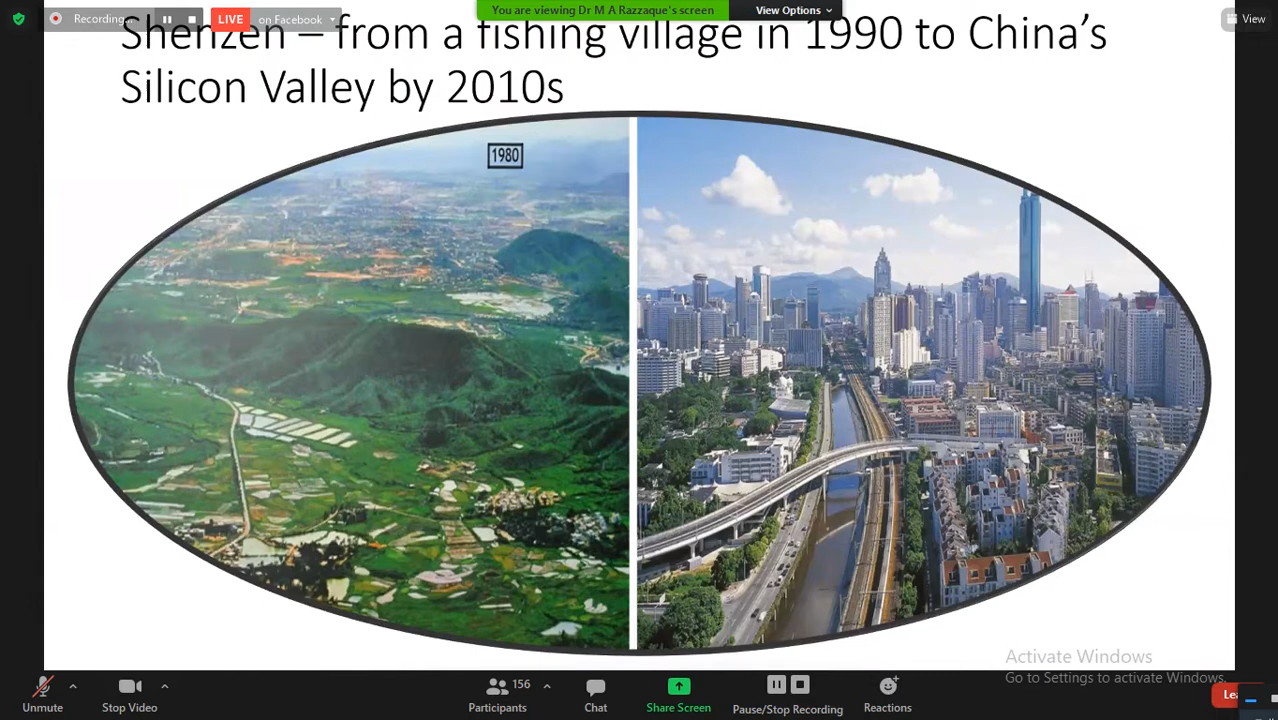 Recording...
LIVE on Facebook
You are viewing Dr M A Razzaque's screen
View Options
View
Shenzen – from a fishing village in 1990 to China's
Silicon Valley by 2010s
1980
Activate Windows
Go to Settings to activate Windows.
Unmute
Stop Video
156
Participants
Chat
Share Screen
Pause/Stop Recording
Reactions